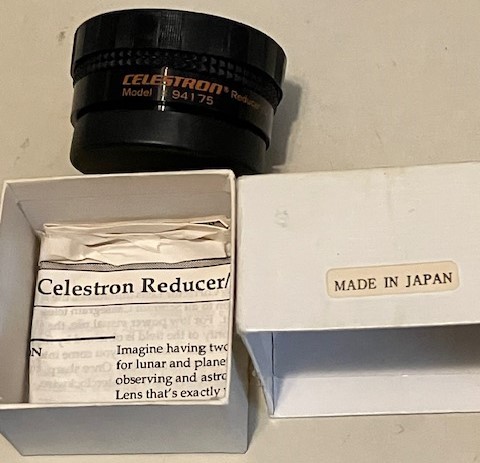 CELESTRON® Reducer
Model # 94175
MADE IN JAPAN
Celestron Reducer/
N
Imagine having two
for lunar and plane
observing and astro
Lens that's exactly